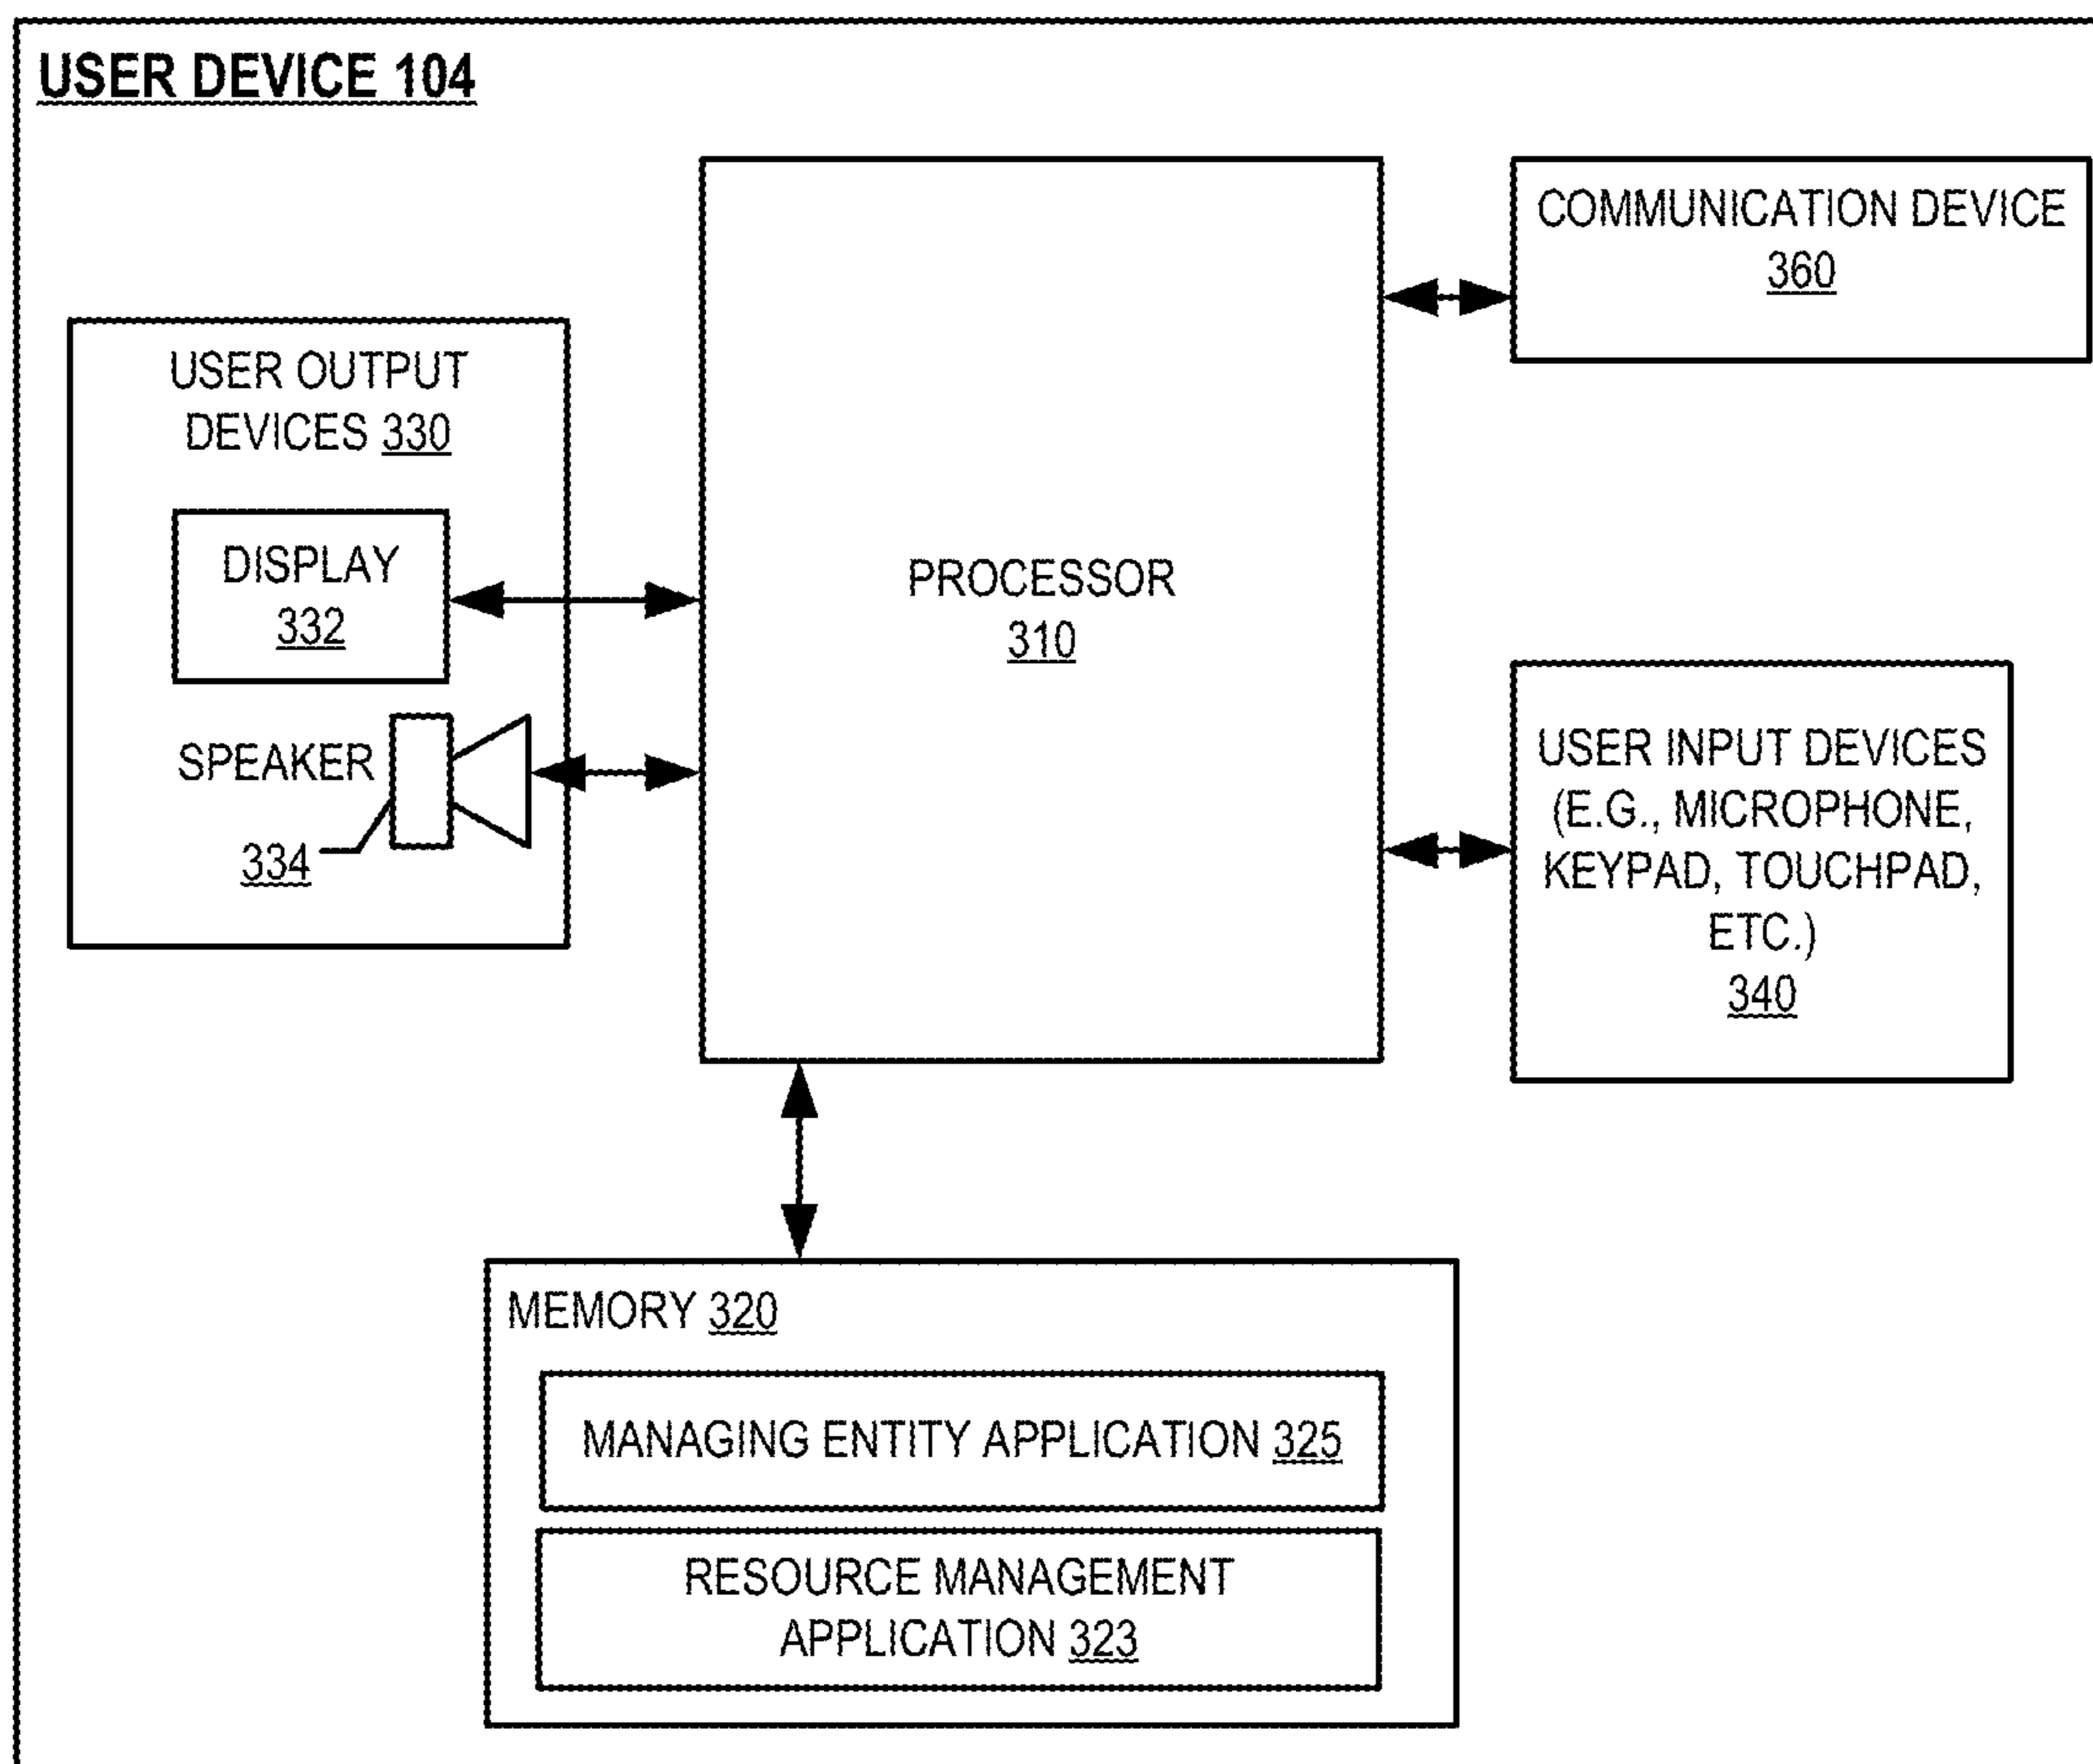 USER DEVICE 104
COMMUNICATION DEVICE
360
USER OUTPUT
DEVICES 330
DISPLAY
332
SPEAKER
334
PROCESSOR
310
USER INPUT DEVICES
(E.G., MICROPHONE,
KEYPAD, TOUCHPAD,
ETC.)
340
MEMORY 320
MANAGING ENTITY APPLICATION 325
RESOURCE MANAGEMENT
APPLICATION 323